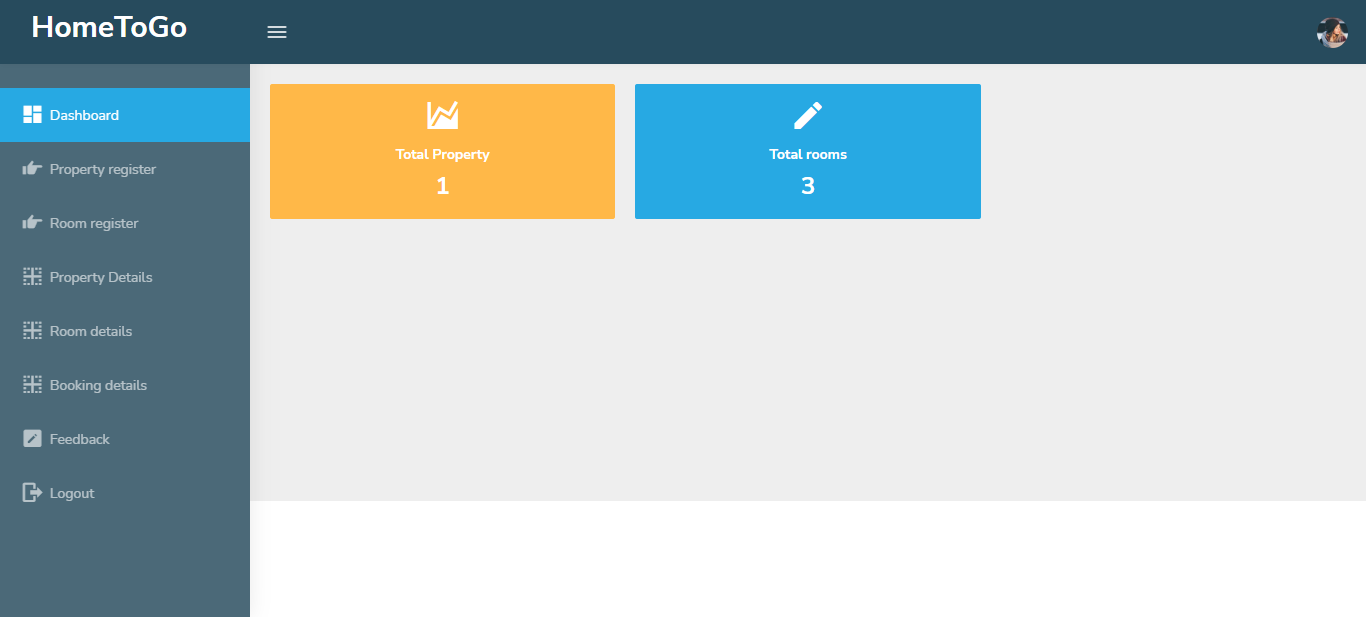 HomeToGo
Dashboard
Property register
Room register
Property Details
Room details
Booking details
Feedback
Logout
Total Property
1
Total rooms
3